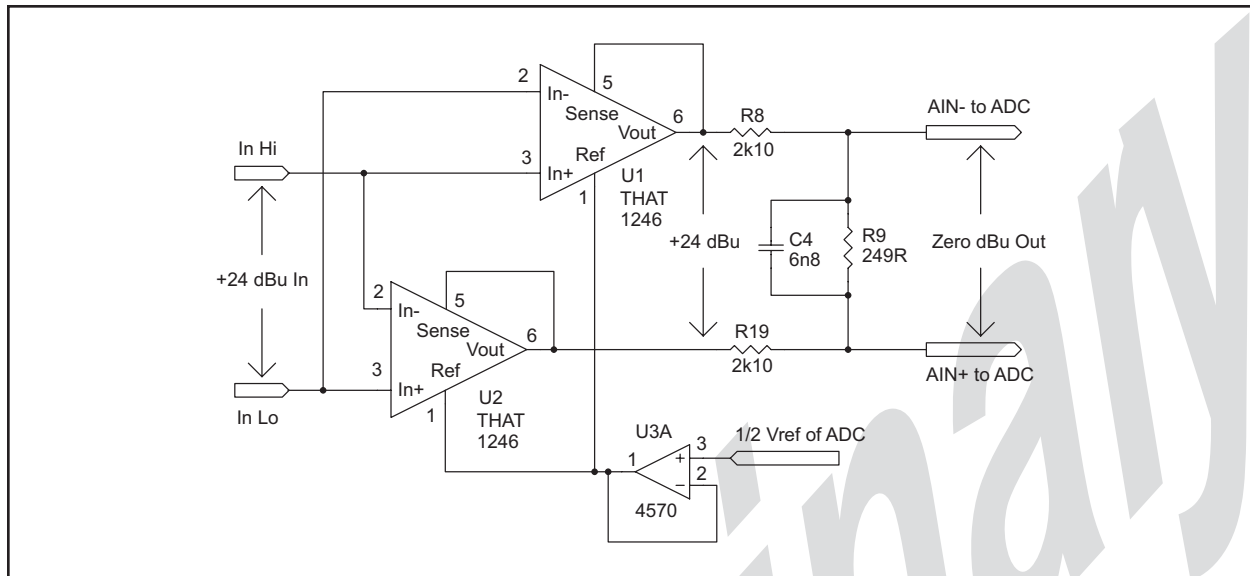 2
In-
5
Sense
6
Vout
R8
2k10
AIN- to ADC
In Hi
3
In+
Ref
1
U1
THAT
1246
+24 dBu In
+24 dBu
C4
6n8
R9
249R
Zero dBu Out
2
In-
5
Sense
6
Vout
R19
2k10
AIN+ to ADC
3
In+
Ref
1
U2
THAT
1246
In Lo
U3A
1/2 Vref of ADC
1
+
3
−
2
4570